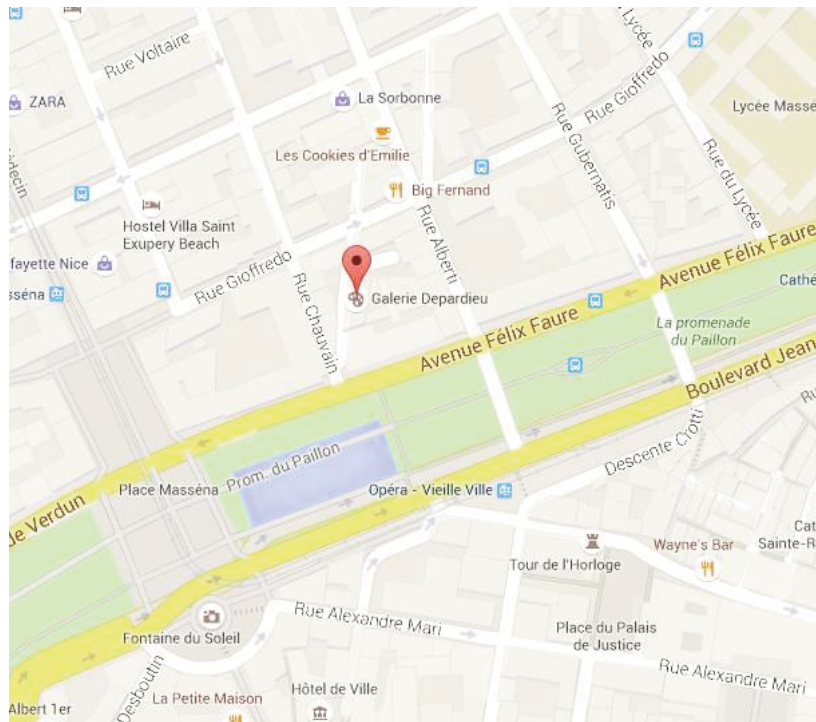 Rue Voltaire
Lycée
Rue Gioffredo
ZARA
La Sorbonne
Lycée Massé
Les Cookies d'Emilie
Rue Gubernatis
Big Fernand
Rue du Lycée
Hostel Villa Saint
Exupery Beach
Rue Alberti
Avenue Félix Faure
fayette Nice
Rue Gioffredo
Cathé
sséna
Galerie Depardieu
Rue Chauvain
Avenue Félix Faure
La promenade
du Paillon
Boulevard Jean
Prom. du Paillon
Descente Crotti
Place Masséna
Opéra - Vieille Ville
de Verdun
Tour de l'Horloge
Wayne's Bar
Cat
Sainte-R
Rue Alexandre Mari
Fontaine du Soleil
Place du Palais
de Justice
Rue Alexandre Mari
Desboutin
La Petite Maison
Hôtel de Ville
Albert 1er